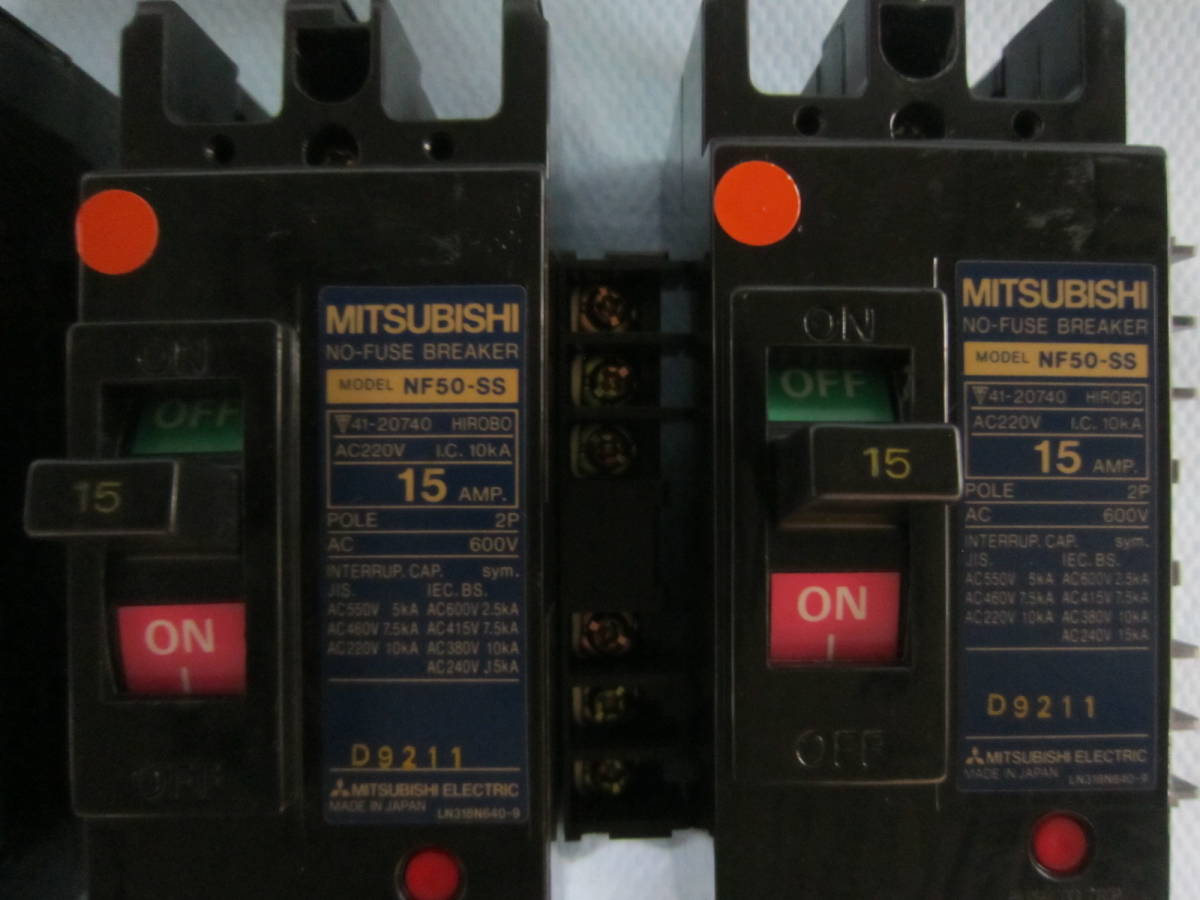 ON
OFF
15
ON
OFF
MITSUBISHI
NO-FUSE BREAKER
MODEL NF50-SS
41-20740 HIROBO
AC220V I.C. 10kA
15 AMP.
POLE 2P
AC 600V
INTERRUP. CAP. sym.
JIS. IEC. BS.
AC550V 5kA AC600V 2.5kA
AC460V 7.5kA AC415V 7.5kA
AC220V 10kA AC380V 10kA
AC240V J5kA
D9211
MITSUBISHI ELECTRIC
MADE IN JAPAN LN318N640-9
ON
OFF
15
ON
OFF
MITSUBISHI
NO-FUSE BREAKER
MODEL NF50-SS
41-20740 HIROBO
AC220V I.C. 10kA
15 AMP.
POLE 2P
AC 600V
INTERRUP. CAP. sym.
JIS. IEC. BS.
AC550V 5kA AC600V 2.5kA
AC460V 7.5kA AC415V 7.5kA
AC220V 10kA AC380V 10kA
AC240V 15kA
D9211
MITSUBISHI ELECTRIC
MADE IN JAPAN LN318N640-9